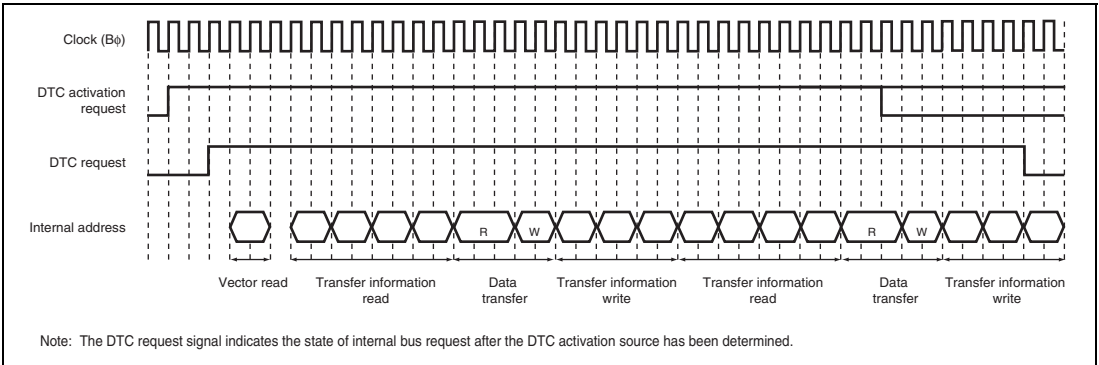 Clock (Bϕ)
DTC activation
request
DTC request
Internal address
R
W
R
W
Vector read
Transfer information
read
Data
transfer
Transfer information
write
Transfer information
read
Data
transfer
Transfer information
write
Note: The DTC request signal indicates the state of internal bus request after the DTC activation source has been determined.